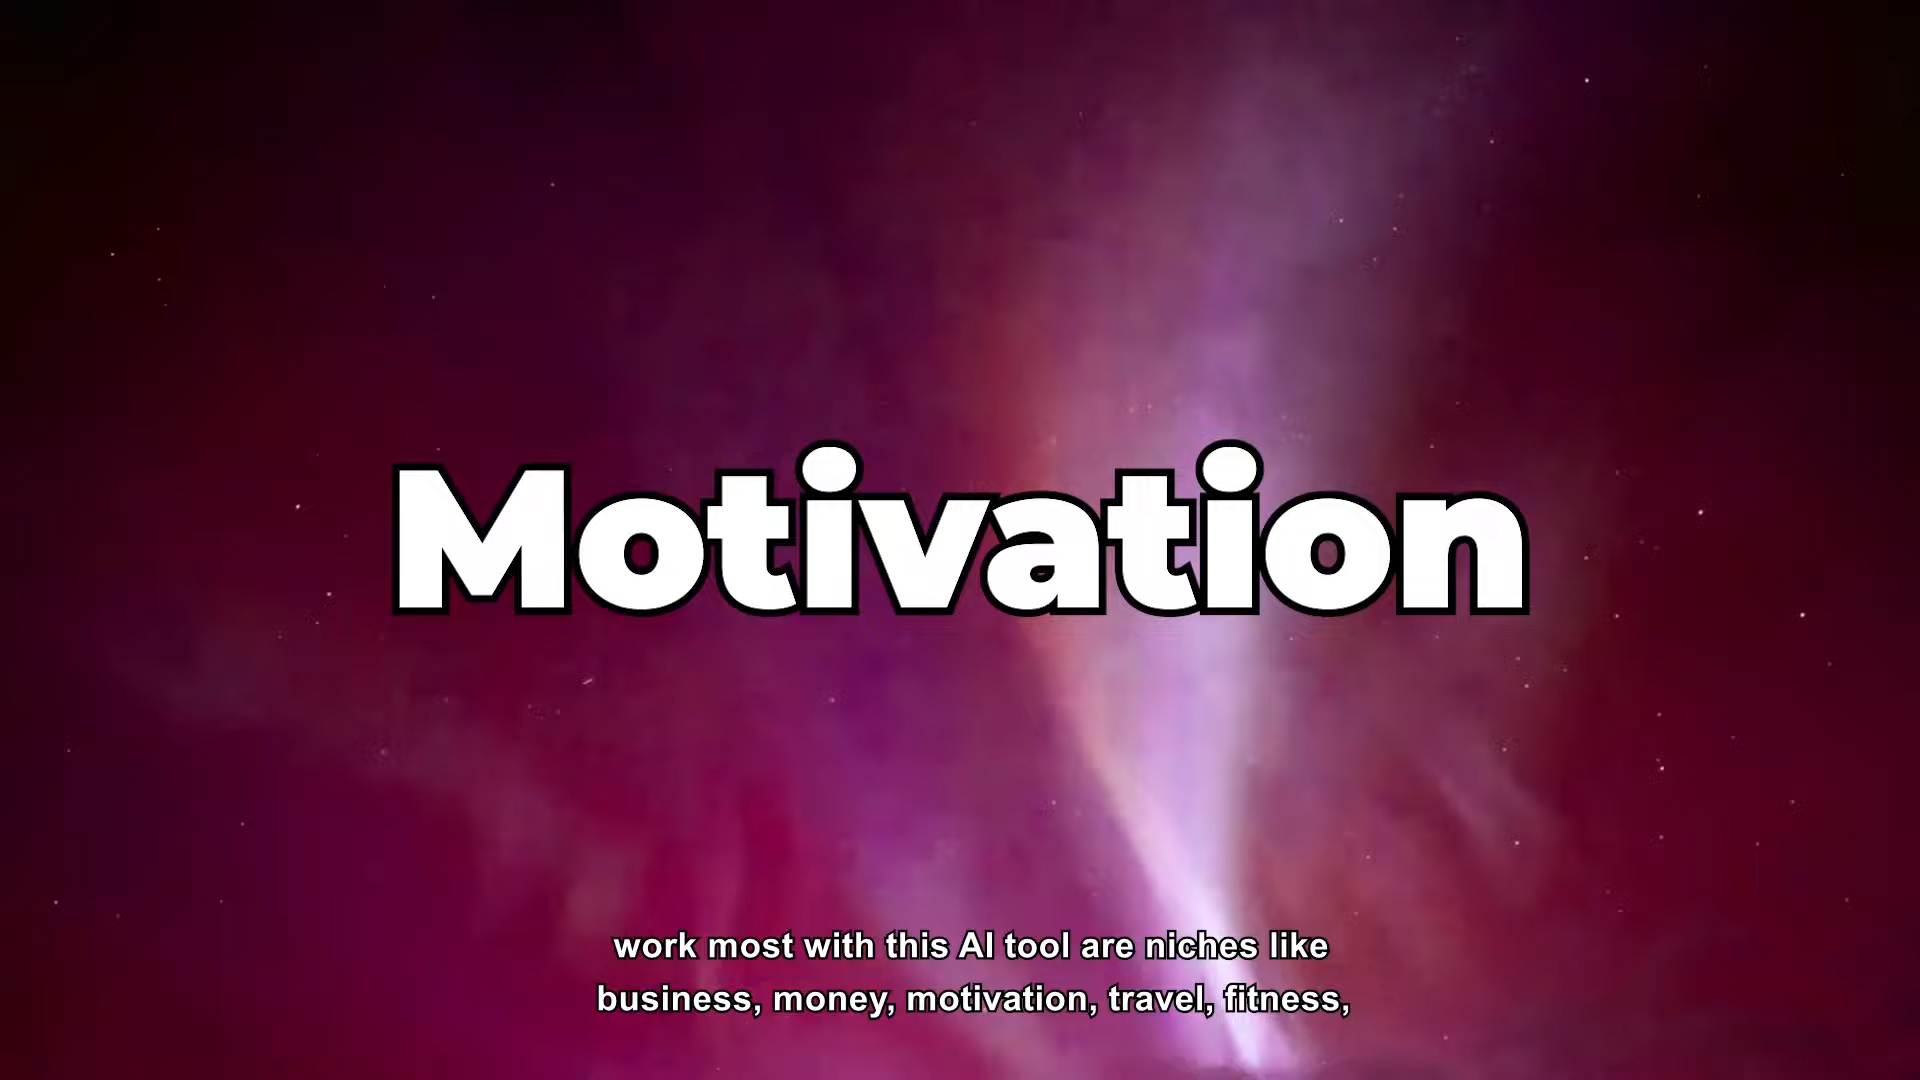 Motivation
work most with this AI tool are niches like
business, money, motivation, travel, fitness,